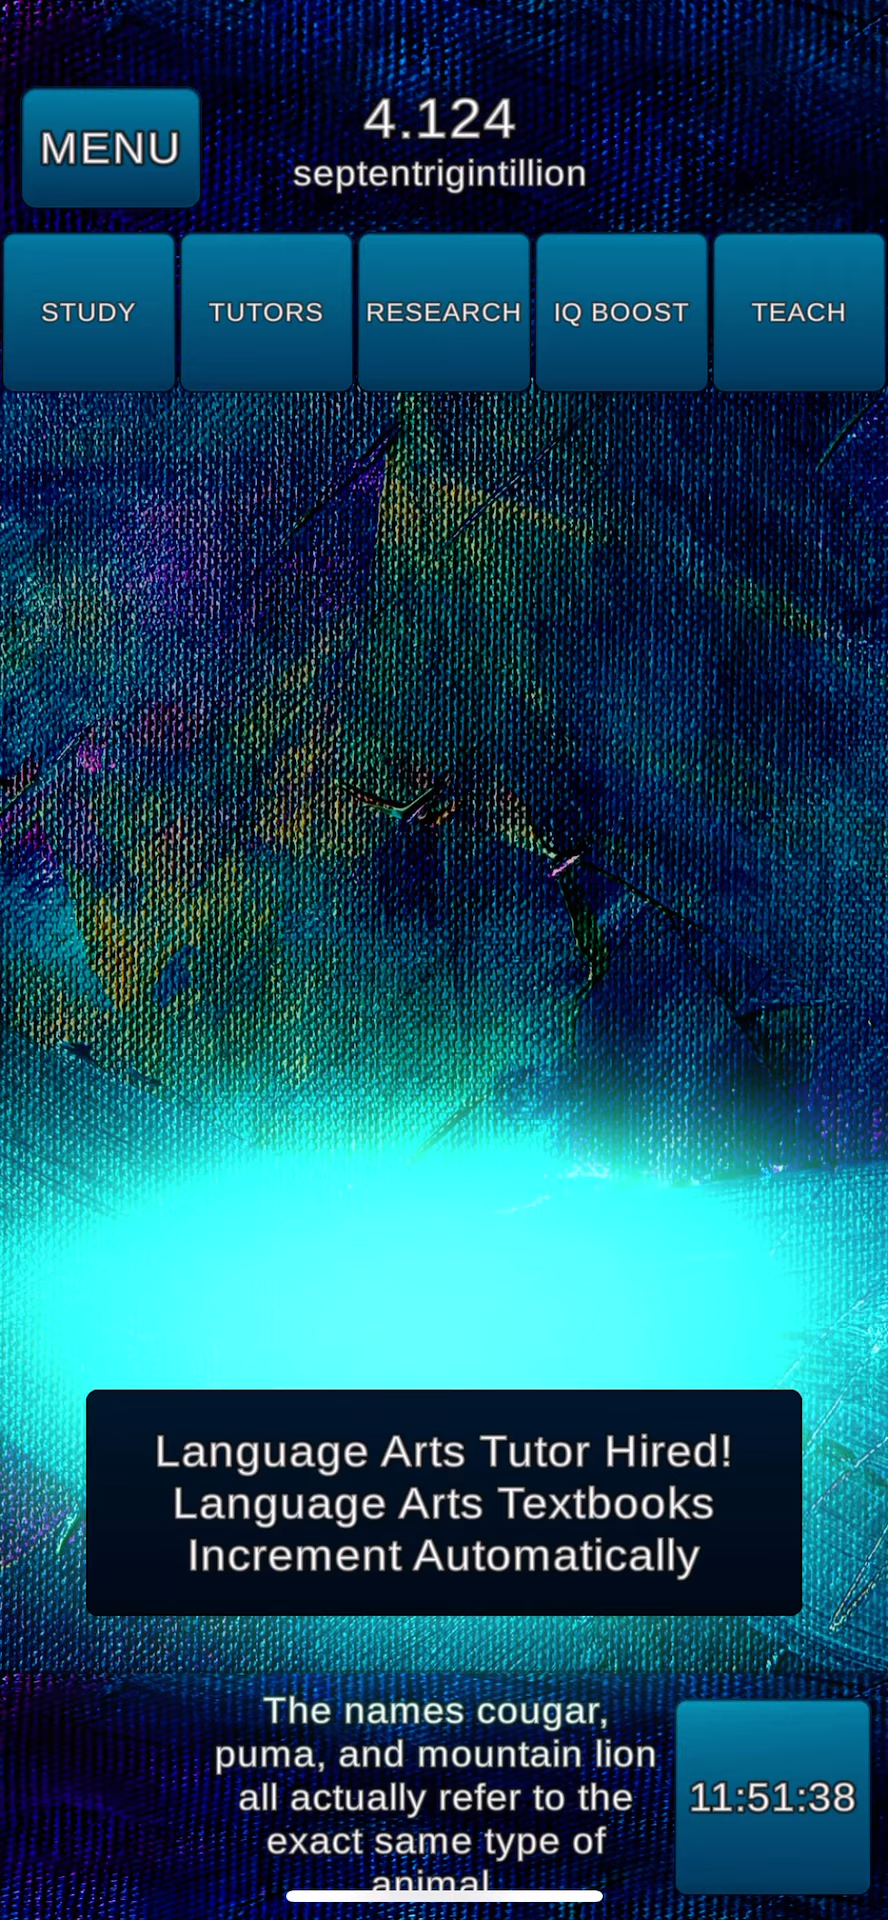 4.124
MENU
septentrigintillion
STUDY
TUTORS
RESEARCH
IQ BOOST
TEACH
Language Arts Tutor Hired!
Language Arts Textbooks
Increment Automatically
The names cougar,
puma, and mountain lion
all actually refer to the
exact same type of
animal
11:51:38